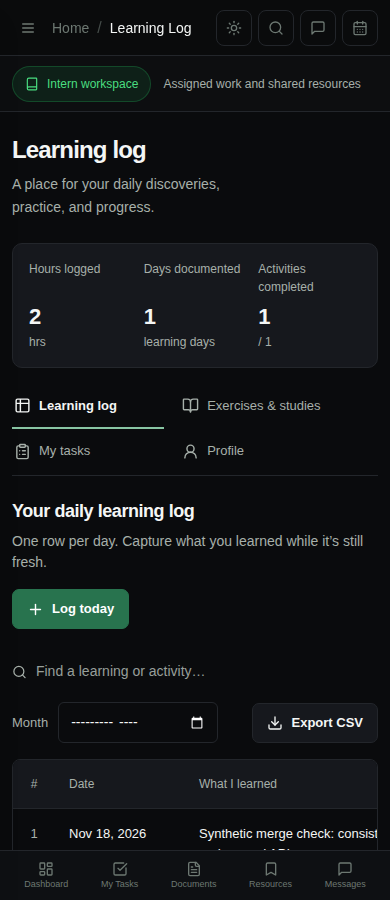 Home / Learning Log
Intern workspace
Assigned work and shared resources
Learning log
A place for your daily discoveries,
practice, and progress.
Hours logged
2
hrs
Days documented
1
learning days
Activities
completed
1
/ 1
Learning log
Exercises & studies
My tasks
Profile
Your daily learning log
One row per day. Capture what you learned while it’s still
fresh.
Log today
Find a learning or activity…
Month
--------- ----
Export CSV
# Date What I learned
1 Nov 18, 2026 Synthetic merge check: consist
Dashboard
My Tasks
Documents
Resources
Messages